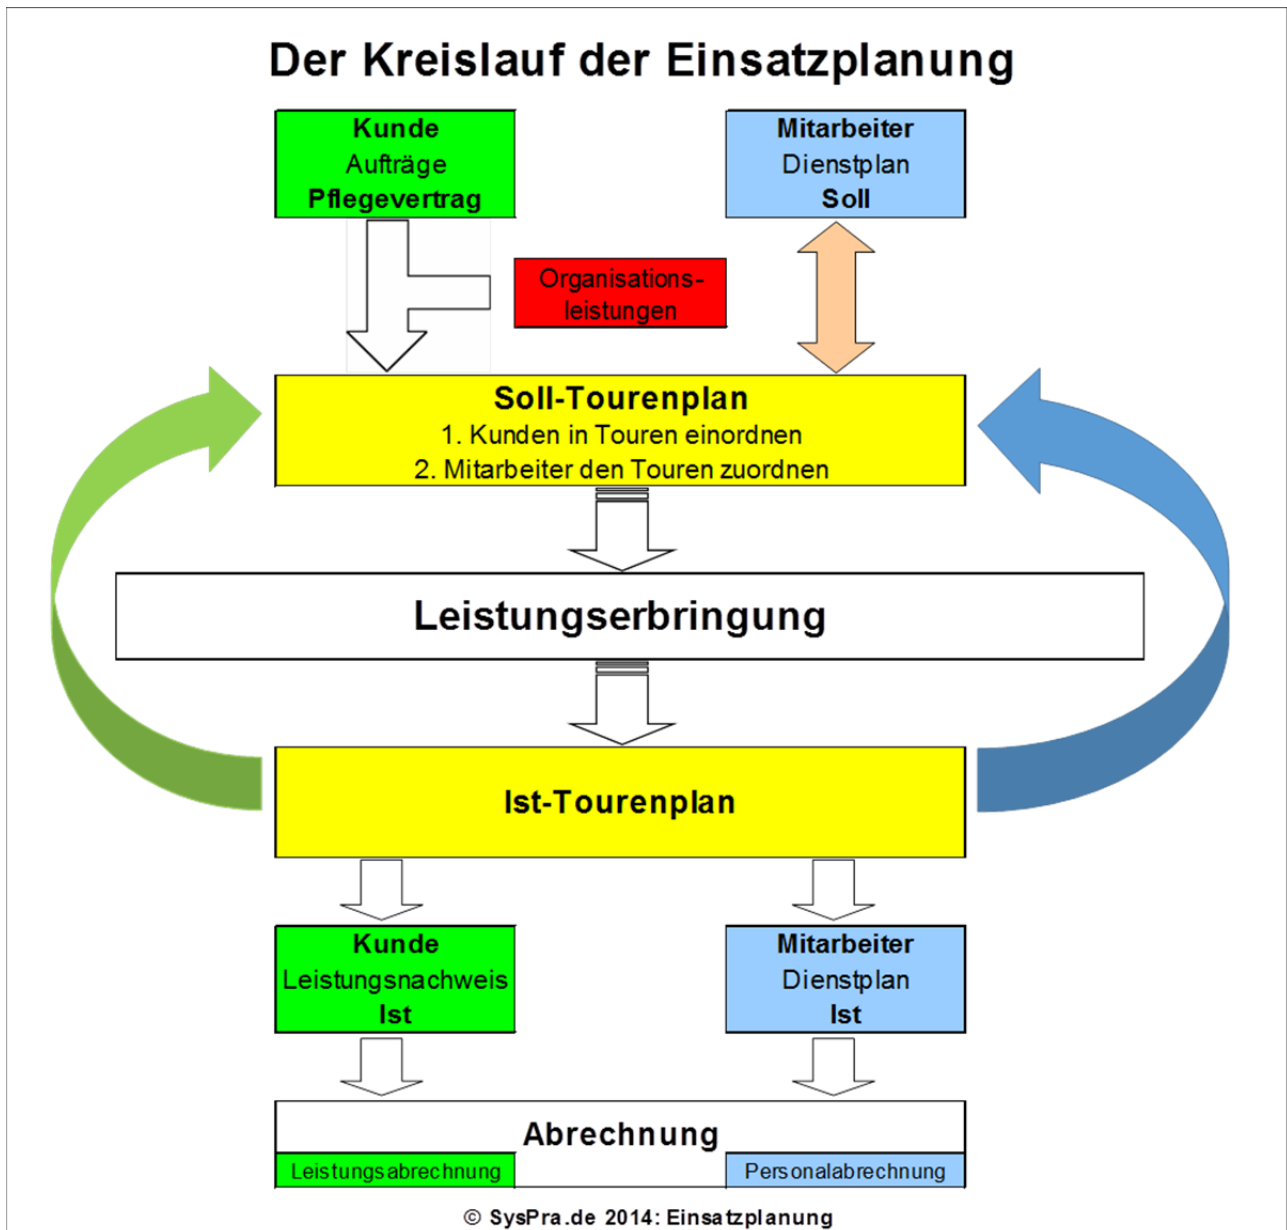 Der Kreislauf der Einsatzplanung
Kunde
Aufträge
Pflegevertrag
Mitarbeiter
Dienstplan
Soll
Organisations-
leistungen
Soll-Tourenplan
1. Kunden in Touren einordnen
2. Mitarbeiter den Touren zuordnen
Leistungserbringung
Ist-Tourenplan
Kunde
Leistungsnachweis
Ist
Mitarbeiter
Dienstplan
Ist
Abrechnung
Leistungsabrechnung
Personalabrechnung
© SysPra.de 2014: Einsatzplanung